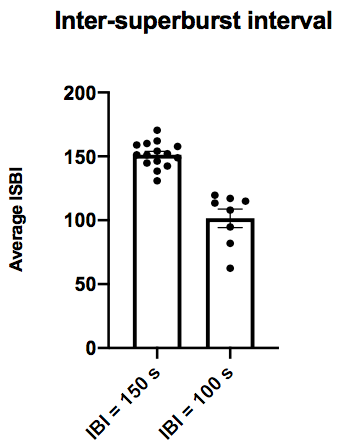 Inter-superburst interval
200
150
100
50
0
Average ISBI
IBI = 150 s
IBI = 100 s